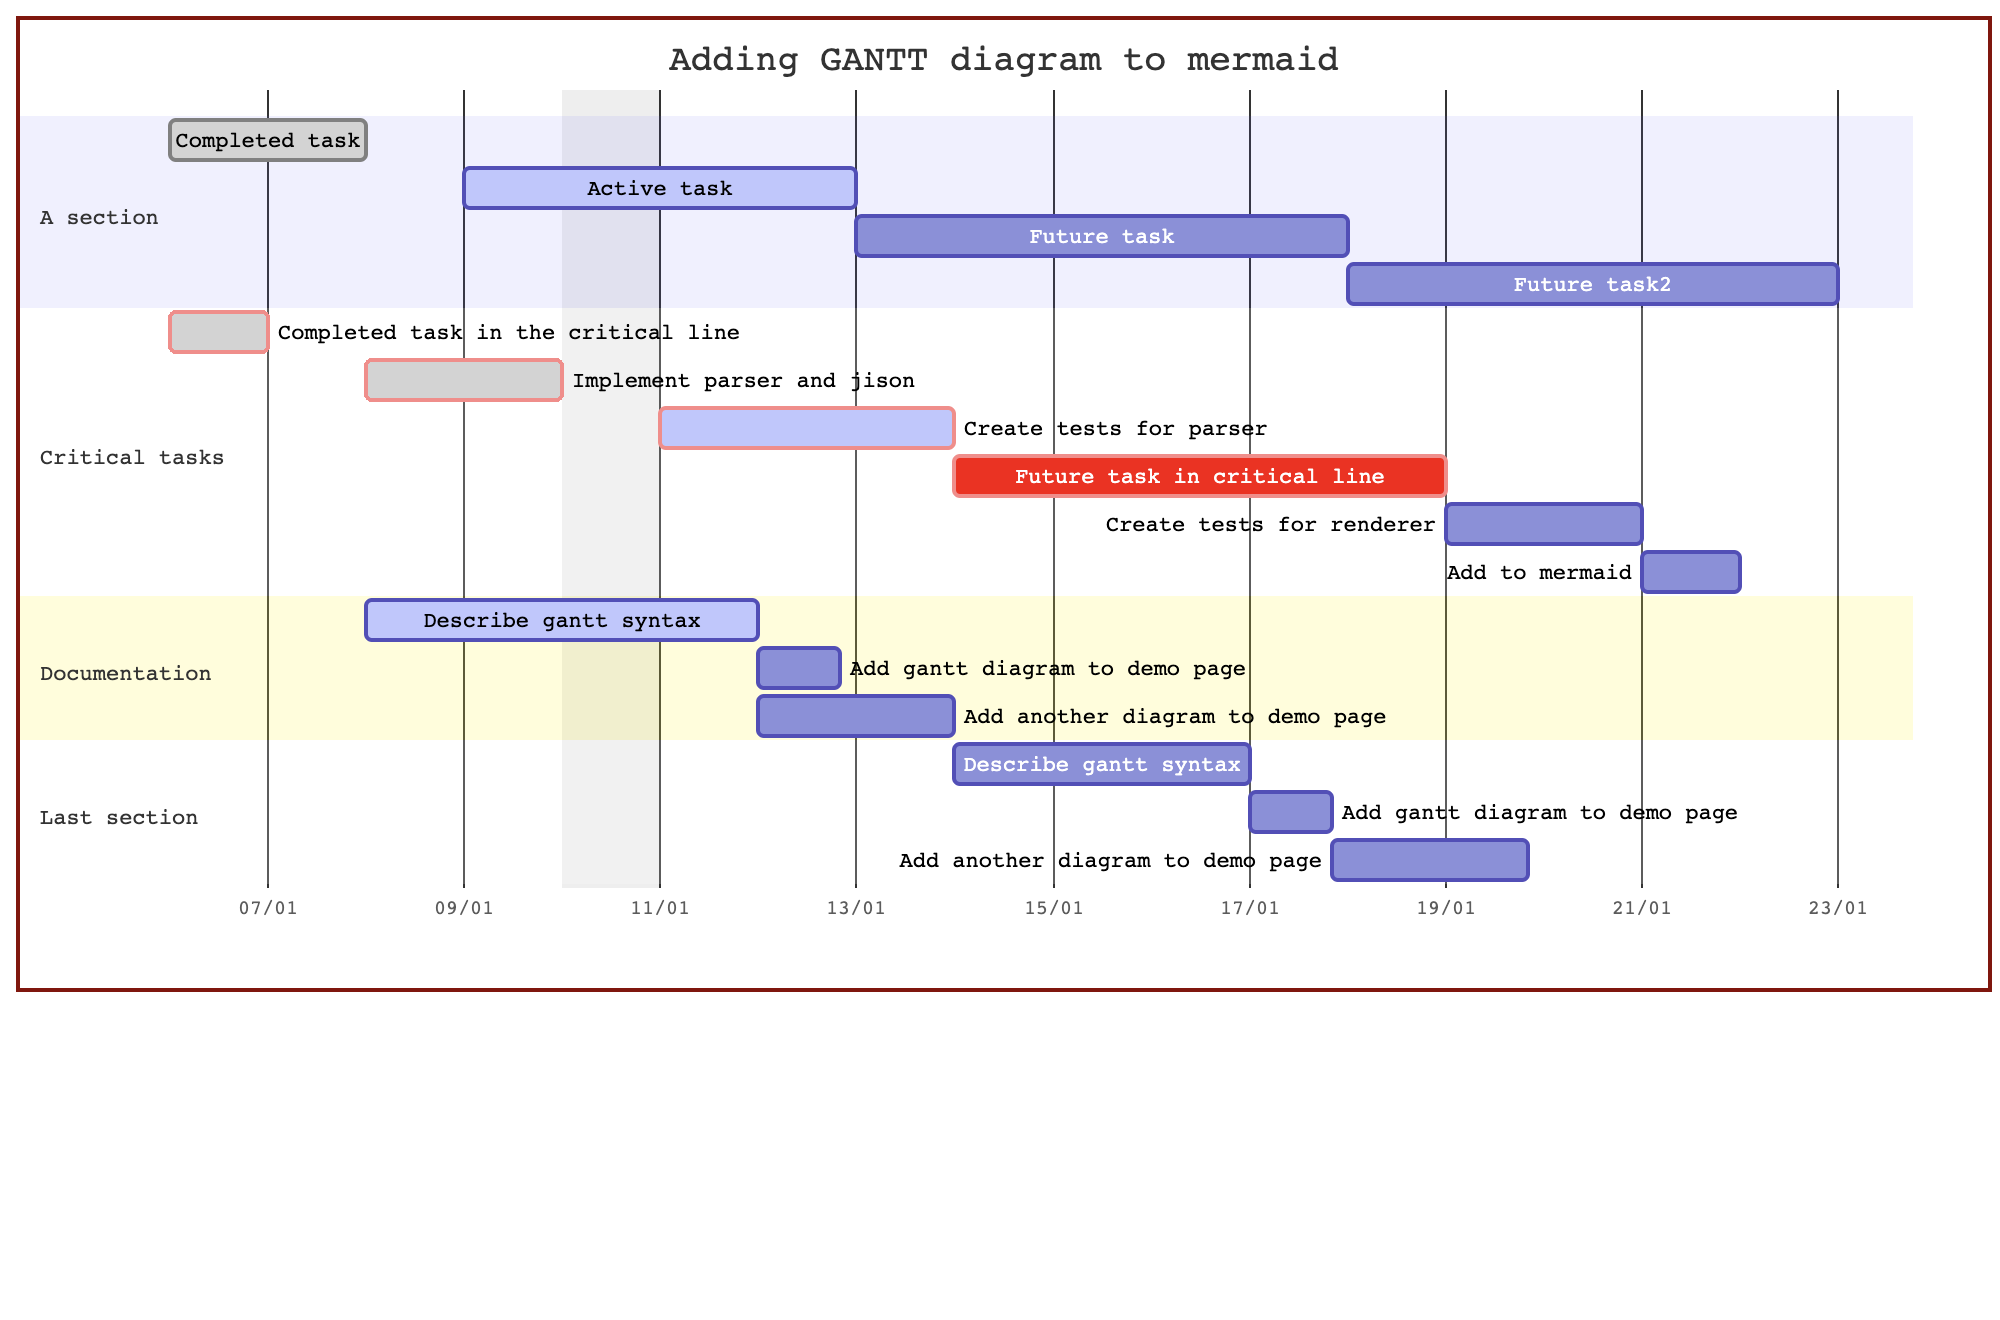 Adding GANTT diagram to mermaid
Completed task
Active task
A section
Future task
Future task2
Completed task in the critical line
Implement parser and jison
Create tests for parser
Critical tasks
Future task in critical line
Create tests for renderer
Add to mermaid
Describe gantt syntax
Add gantt diagram to demo page
Documentation
Add another diagram to demo page
Describe gantt syntax
Add gantt diagram to demo page
Last section
Add another diagram to demo page
07/01 09/01 11/01 13/01 15/01 17/01 19/01 21/01 23/01